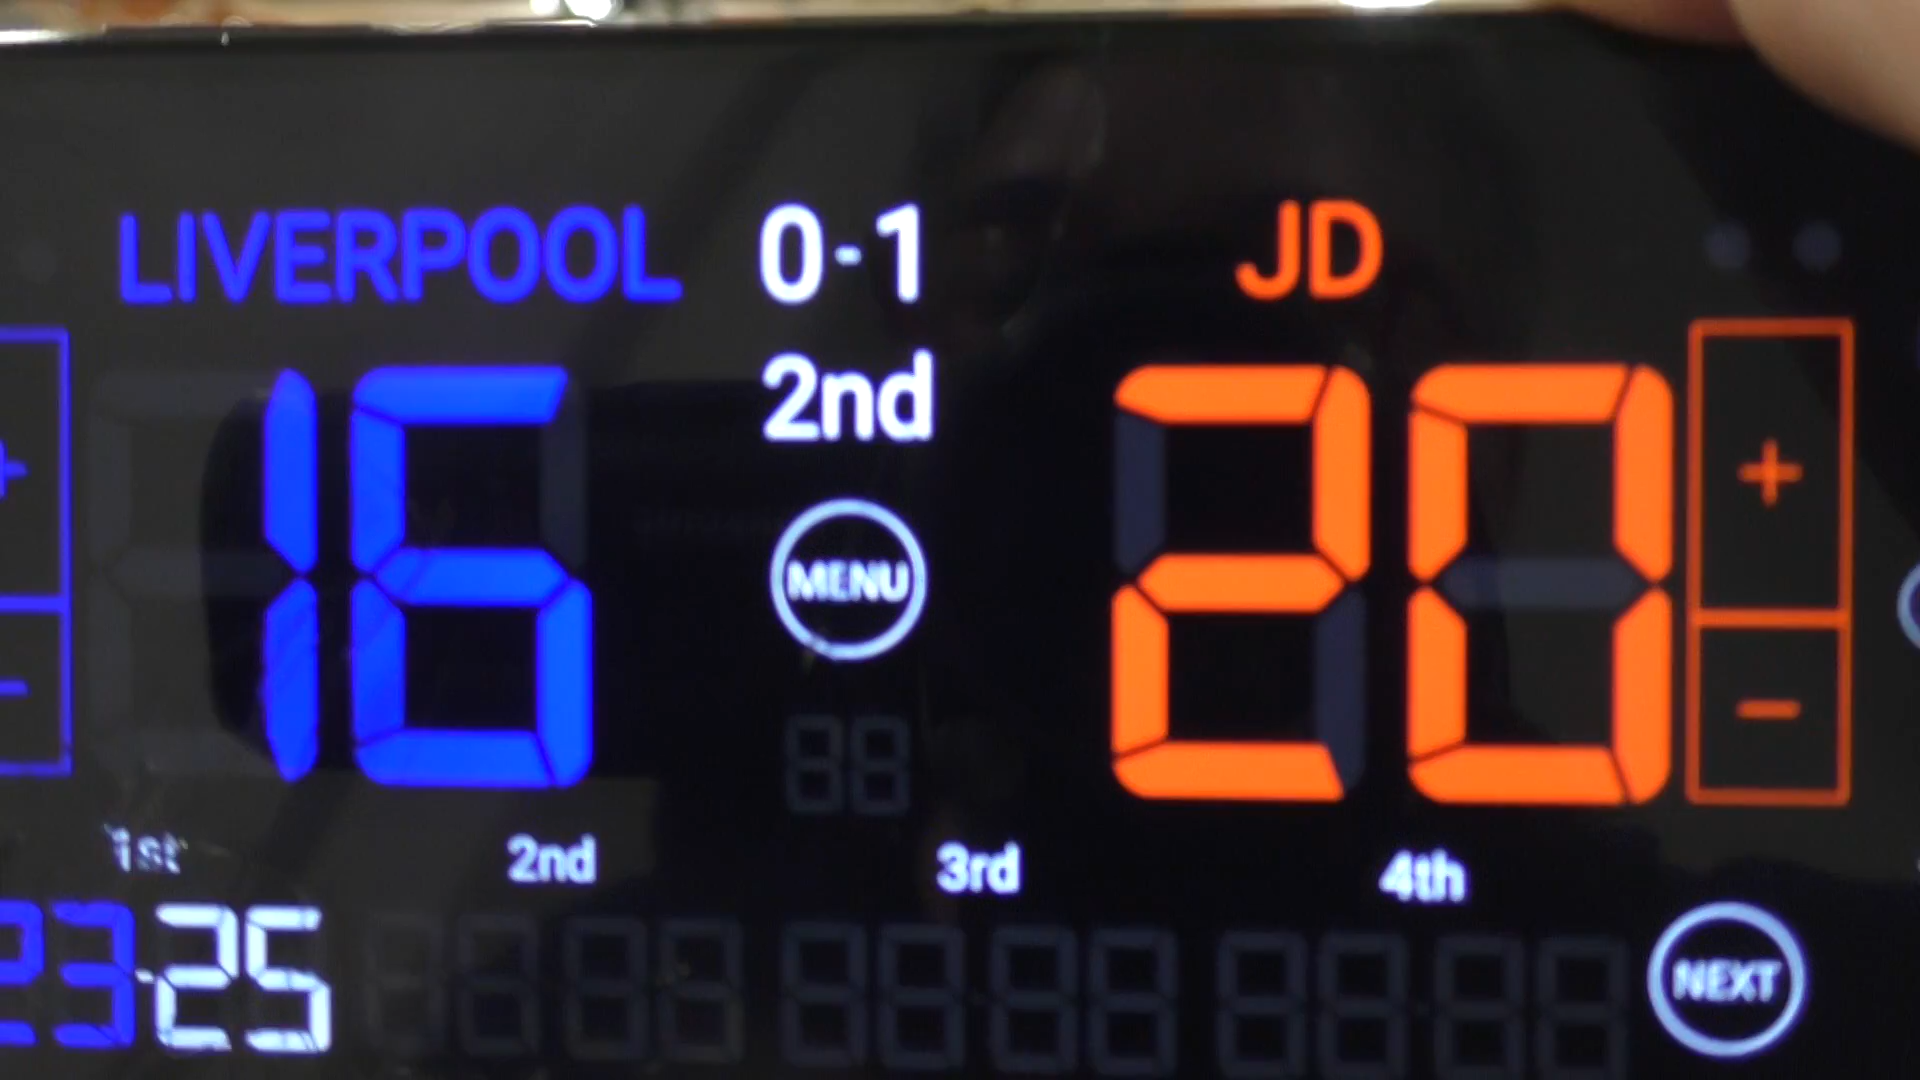 LIVERPOOL 0-1 JD
2nd
+ 16 20 +
MENU
- -
1st 2nd 3rd 4th
23-25
NEXT